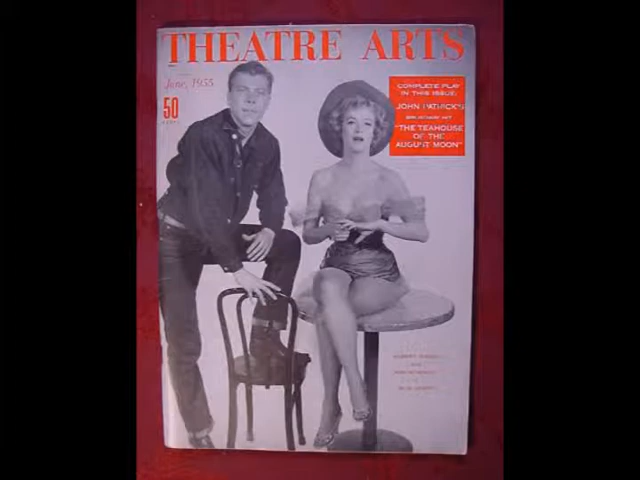 THEATRE ARTS
June, 1955
50
COMPLETE PLAY
IN THIS ISSUE:
JOHN PATRICK'S
"THE TEAHOUSE
OF THE
AUGUST MOON"